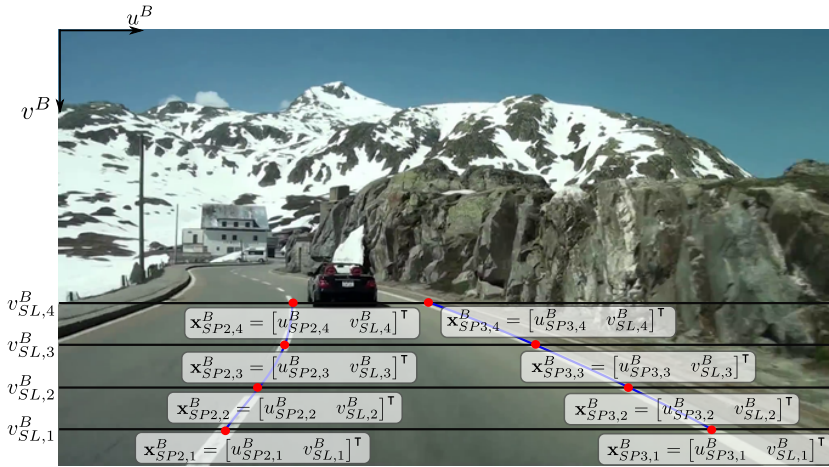 u^B
v^B
v^B_{SL,4}
x^B_{SP2,4} = [u^B_{SP2,4} v^B_{SL,4}]^T
x^B_{SP3,4} = [u^B_{SP3,4} v^B_{SL,4}]^T
v^B_{SL,3}
x^B_{SP2,3} = [u^B_{SP2,3} v^B_{SL,3}]^T
x^B_{SP3,3} = [u^B_{SP3,3} v^B_{SL,3}]^T
v^B_{SL,2}
x^B_{SP2,2} = [u^B_{SP2,2} v^B_{SL,2}]^T
x^B_{SP3,2} = [u^B_{SP3,2} v^B_{SL,2}]^T
v^B_{SL,1}
x^B_{SP2,1} = [u^B_{SP2,1} v^B_{SL,1}]^T
x^B_{SP3,1} = [u^B_{SP3,1} v^B_{SL,1}]^T